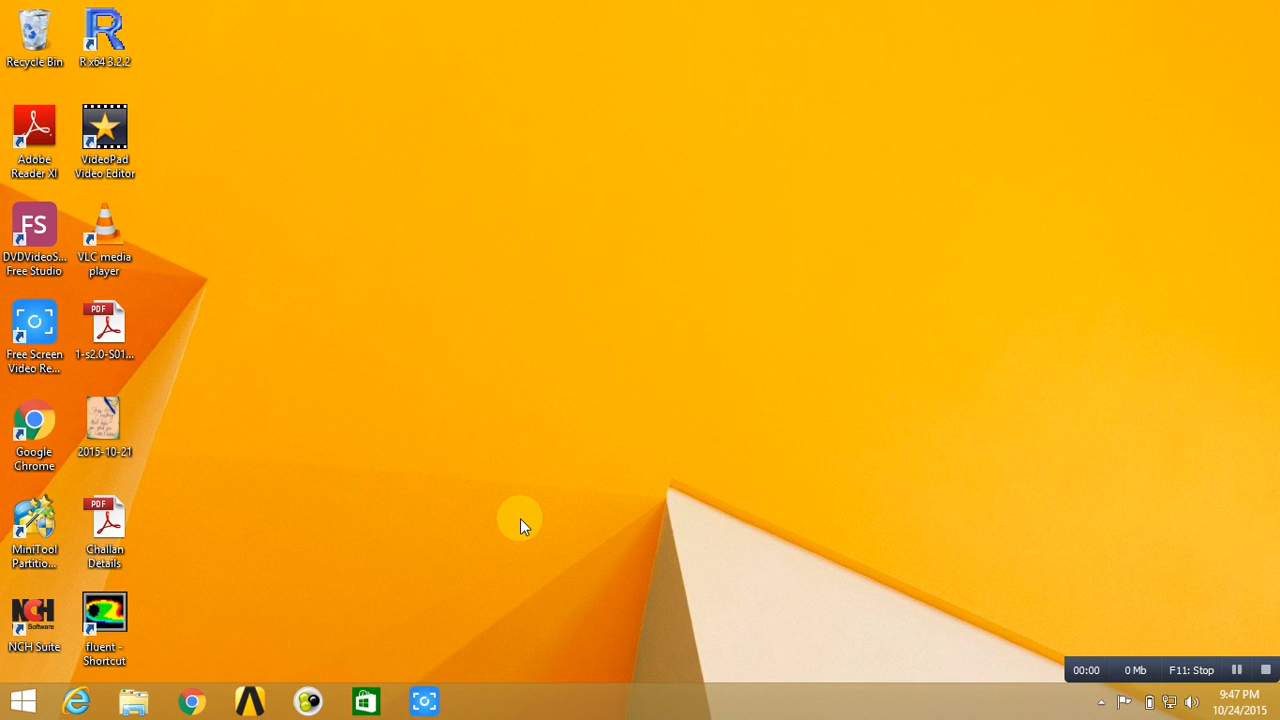 Recycle Bin
R x64 3.2.2
Adobe
Reader XI
VideoPad
Video Editor
FS
DVDVideoS...
Free Studio
VLC media
player
Free Screen
Video Re...
PDF
1-s2.0-S01...
Google
Chrome
2015-10-21
MiniTool
Partitio...
PDF
Challan
Details
NCH
Software
NCH Suite
fluent -
Shortcut
00:00
0 Mb
F11: Stop
9:47 PM
10/24/2015